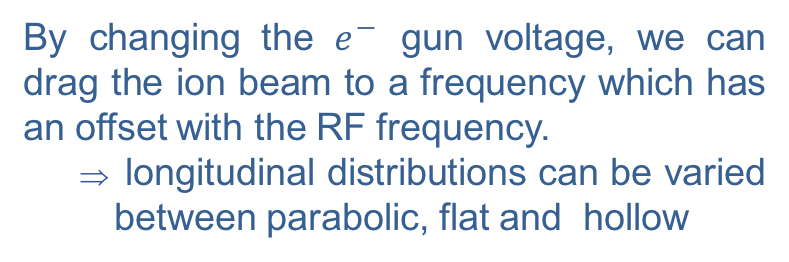 By changing the e⁻ gun voltage, we can
drag the ion beam to a frequency which has
an offset with the RF frequency.
⇒ longitudinal distributions can be varied
between parabolic, flat and hollow